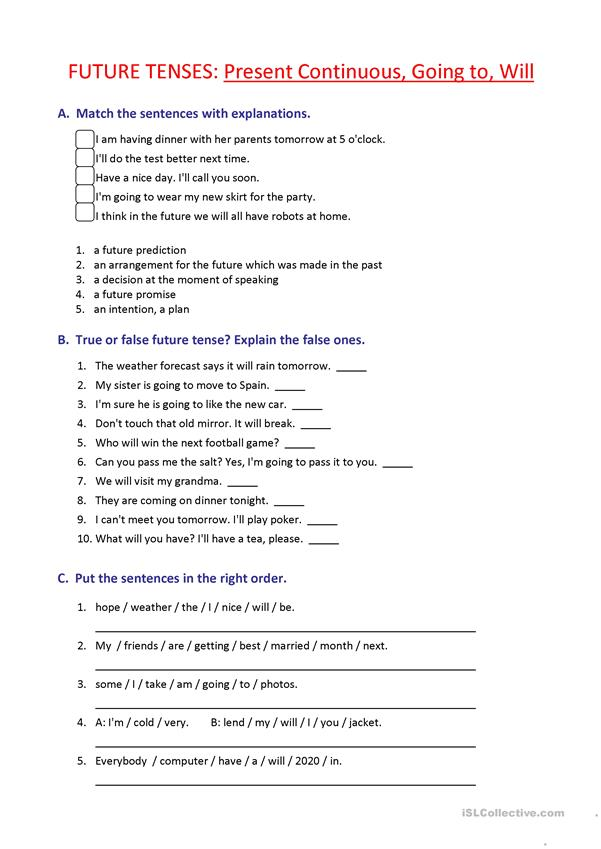 FUTURE TENSES: Present Continuous, Going to, Will
A. Match the sentences with explanations.
I am having dinner with her parents tomorrow at 5 o'clock.
I'll do the test better next time.
Have a nice day. I'll call you soon.
I'm going to wear my new skirt for the party.
I think in the future we will all have robots at home.
1. a future prediction
2. an arrangement for the future which was made in the past
3. a decision at the moment of speaking
4. a future promise
5. an intention, a plan
B. True or false future tense? Explain the false ones.
1. The weather forecast says it will rain tomorrow. _____
2. My sister is going to move to Spain. _____
3. I'm sure he is going to like the new car. _____
4. Don't touch that old mirror. It will break. _____
5. Who will win the next football game? _____
6. Can you pass me the salt? Yes, I'm going to pass it to you. _____
7. We will visit my grandma. _____
8. They are coming on dinner tonight. _____
9. I can't meet you tomorrow. I'll play poker. _____
10. What will you have? I'll have a tea, please. _____
C. Put the sentences in the right order.
1. hope / weather / the / I / nice / will / be.
2. My / friends / are / getting / best / married / month / next.
3. some / I / take / am / going / to / photos.
4. A: I'm / cold / very. B: lend / my / will / I / you / jacket.
5. Everybody / computer / have / a / will / 2020 / in.
iSLCollective.com